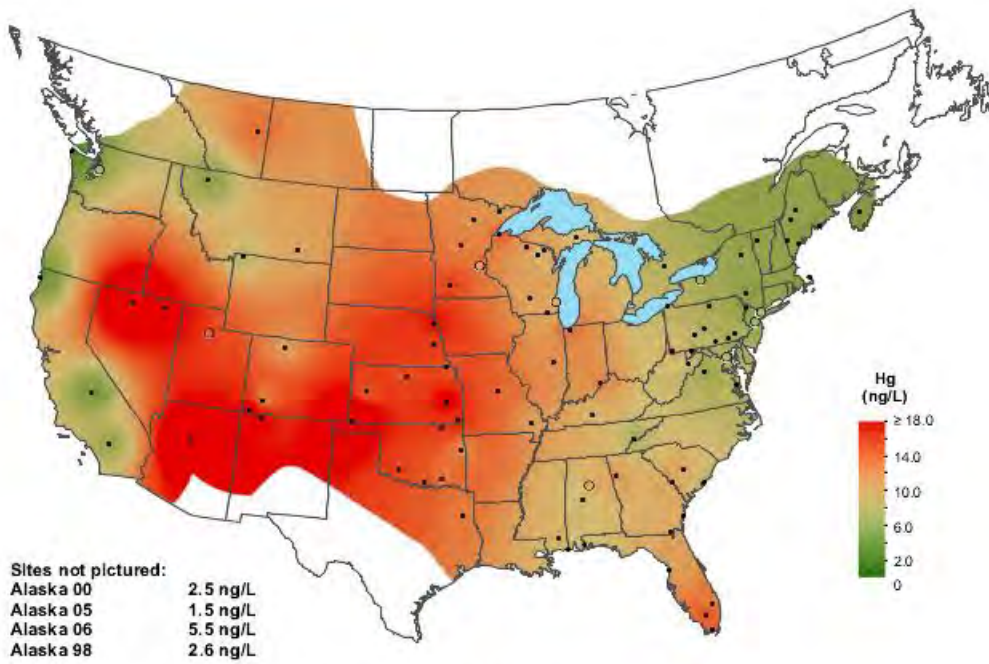 Hg
(ng/L)
≥ 18.0
14.0
10.0
6.0
2.0
0
Sites not pictured:
Alaska 00 2.5 ng/L
Alaska 05 1.5 ng/L
Alaska 06 5.5 ng/L
Alaska 98 2.6 ng/L